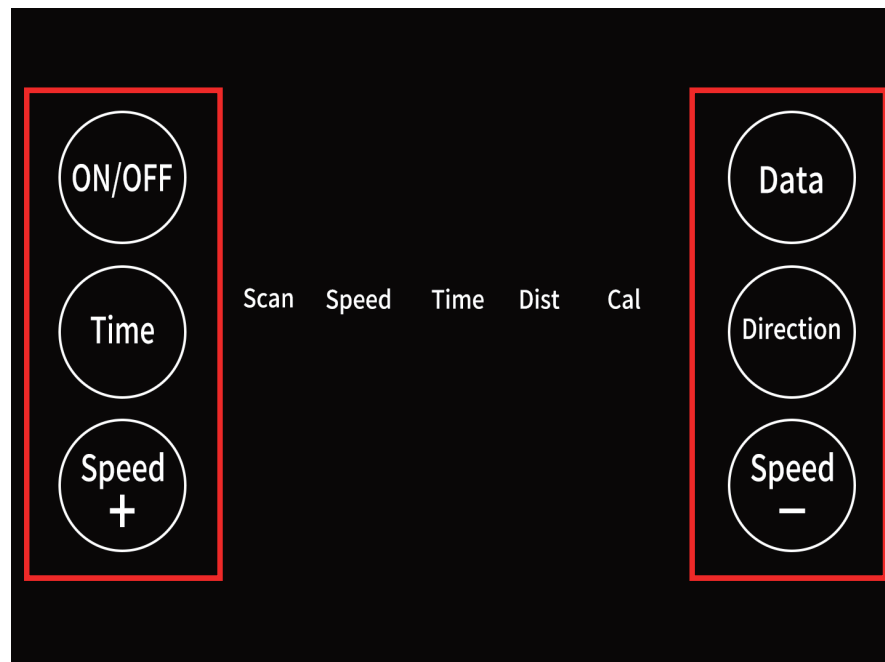 ON/OFF
Data
Scan Speed Time Dist Cal
Time
Direction
Speed
+
Speed
−